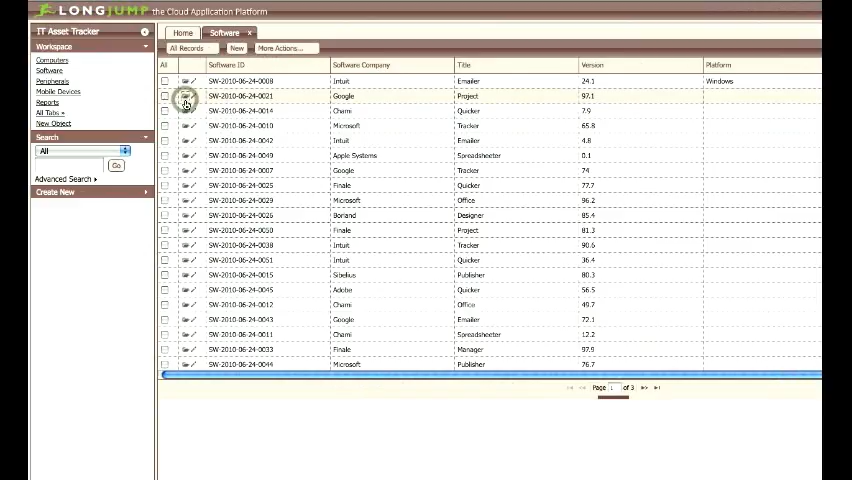 LONGJUMP the Cloud Application Platform
IT Asset Tracker
Home Software x
Workspace
All Records New More Actions...
Computers
Software
Peripherals
Mobile Devices
Reports
All Tabs »
New Object
Search
All
Go
Advanced Search
Create New
All Software ID Software Company Title Version Platform
SW-2010-06-24-0008 Intuit Emailer 24.1 Windows
SW-2010-06-24-0021 Google Project 97.1
SW-2010-06-24-0014 Chami Quicker 7.9
SW-2010-06-24-0010 Microsoft Tracker 65.8
SW-2010-06-24-0042 Intuit Emailer 4.8
SW-2010-06-24-0049 Apple Systems Spreadsheeter 0.1
SW-2010-06-24-0007 Google Tracker 74
SW-2010-06-24-0025 Finale Quicker 77.7
SW-2010-06-24-0029 Microsoft Office 96.2
SW-2010-06-24-0026 Borland Designer 85.4
SW-2010-06-24-0050 Finale Project 81.3
SW-2010-06-24-0038 Intuit Tracker 90.6
SW-2010-06-24-0051 Intuit Quicker 36.4
SW-2010-06-24-0015 Sibelius Publisher 80.3
SW-2010-06-24-0045 Adobe Quicker 56.5
SW-2010-06-24-0012 Chami Office 49.7
SW-2010-06-24-0043 Google Emailer 72.1
SW-2010-06-24-0011 Chami Spreadsheeter 12.2
SW-2010-06-24-0033 Finale Manager 97.9
SW-2010-06-24-0044 Microsoft Publisher 76.7
Page 1 of 3